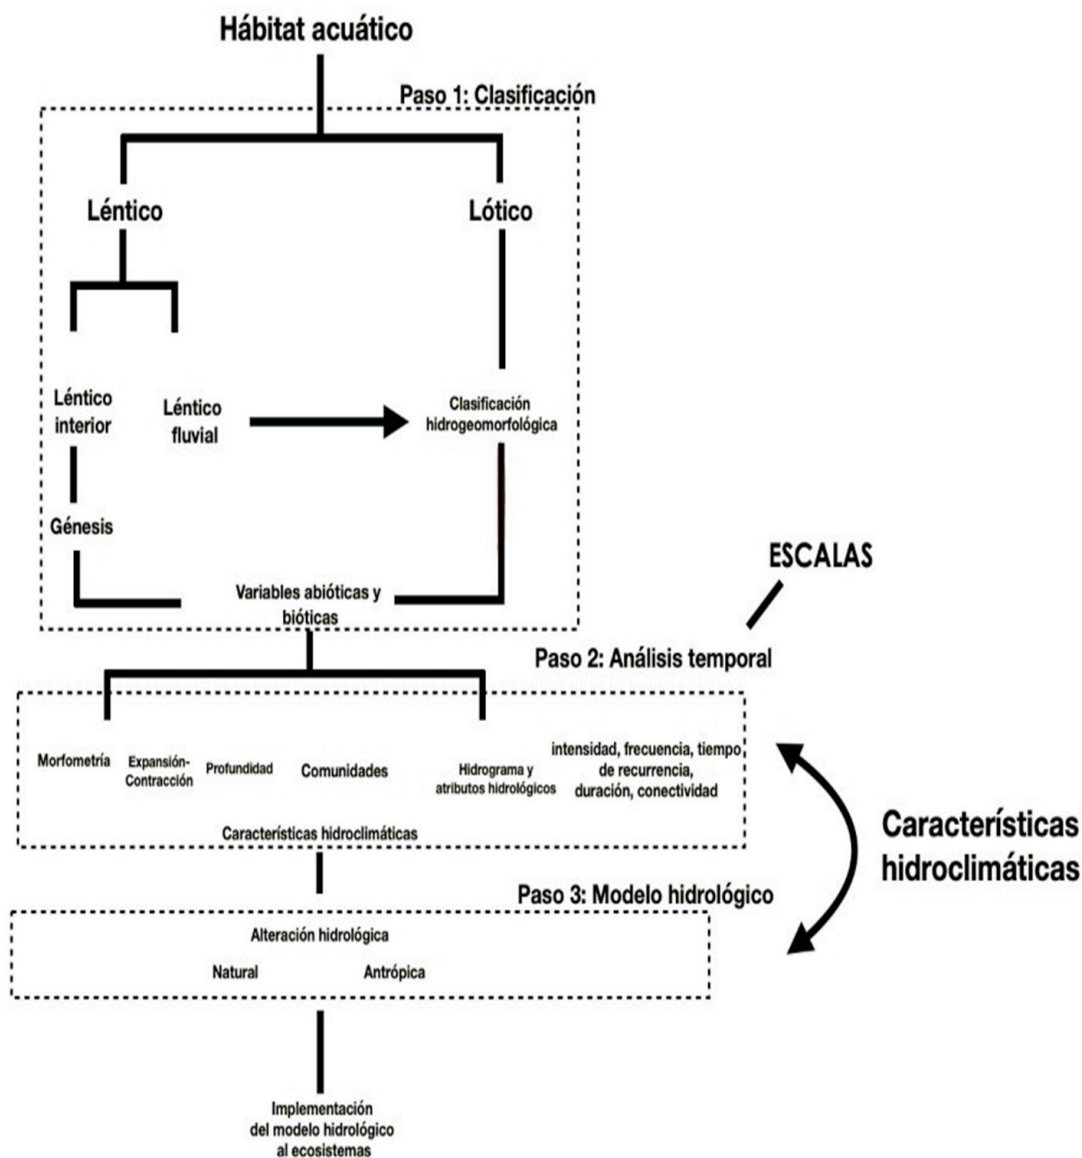 Hábitat acuático
Paso 1: Clasificación
Léntico
Lótico
Léntico
interior
Léntico
fluvial
Clasificación
hidrogeomorfológica
Génesis
Variables abióticas y
bióticas
ESCALAS
Paso 2: Análisis temporal
Morfometría
Expansión-
Contracción
Profundidad
Comunidades
Hidrograma y
atributos hidrológicos
intensidad, frecuencia, tiempo
de recurrencia,
duración, conectividad
Características hidroclimáticas
Características
hidroclimáticas
Paso 3: Modelo hidrológico
Alteración hidrológica
Natural
Antrópica
Implementación
del modelo hidrológico
al ecosistemas